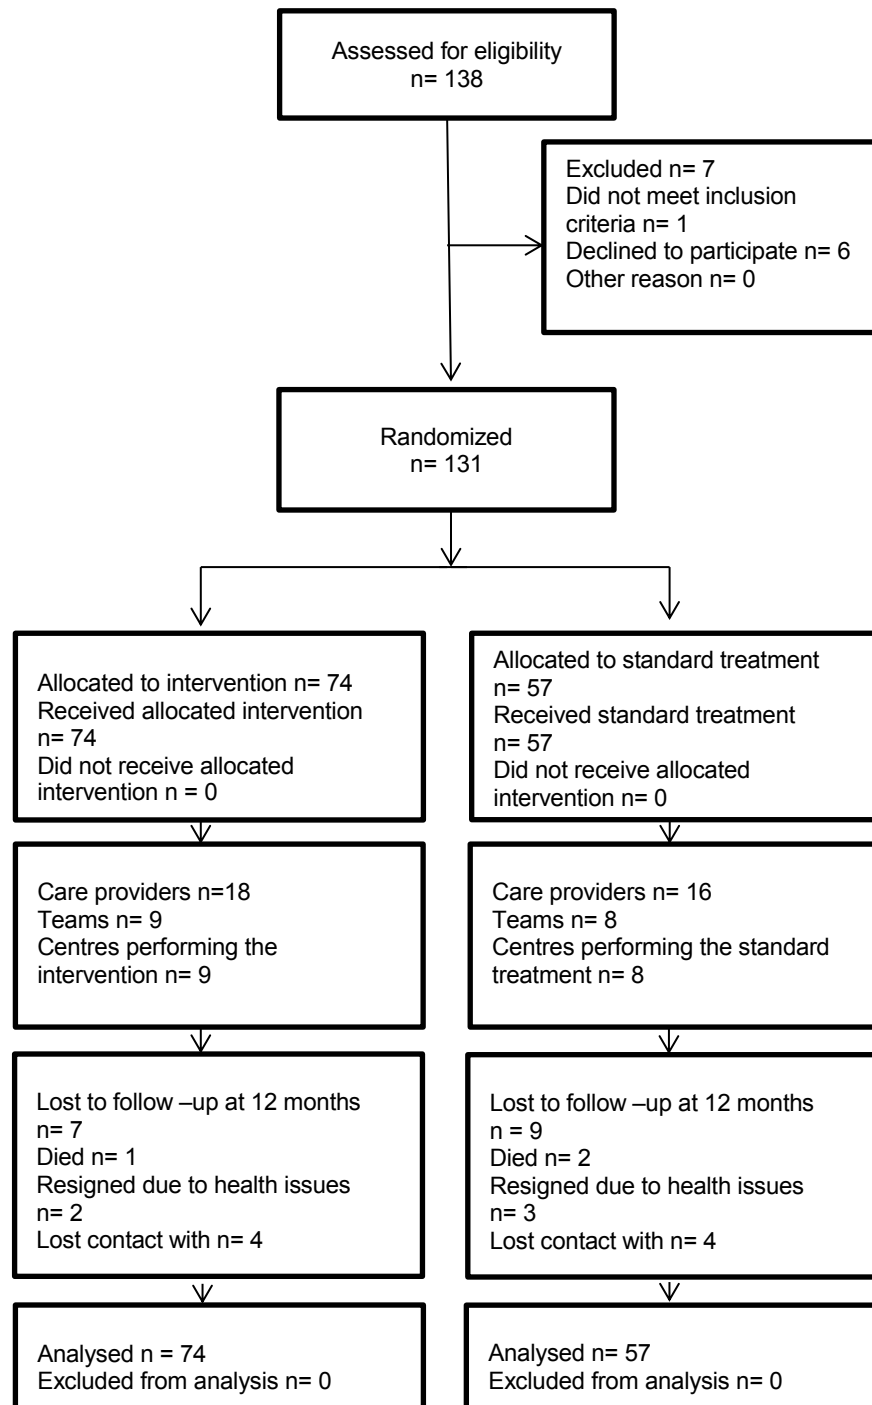 Assessed for eligibility
n= 138
Excluded n= 7
Did not meet inclusion
criteria n= 1
Declined to participate n= 6
Other reason n= 0
Randomized
n= 131
Allocated to intervention n= 74
Received allocated intervention
n= 74
Did not receive allocated
intervention n = 0
Allocated to standard treatment
n= 57
Received standard treatment
n= 57
Did not receive allocated
intervention n= 0
Care providers n=18
Teams n= 9
Centres performing the
intervention n= 9
Care providers n= 16
Teams n= 8
Centres performing the standard
treatment n= 8
Lost to follow –up at 12 months
n= 7
Died n= 1
Resigned due to health issues
n= 2
Lost contact with n= 4
Lost to follow –up at 12 months
n = 9
Died n= 2
Resigned due to health issues
n= 3
Lost contact with n= 4
Analysed n = 74
Excluded from analysis n= 0
Analysed n= 57
Excluded from analysis n= 0